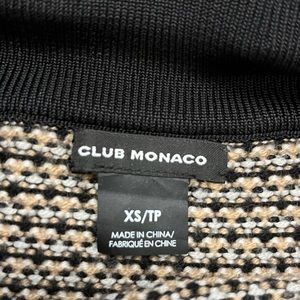 CLUB MONACO
XS/TP
MADE IN CHINA/
FABRIQUÉ EN CHINE